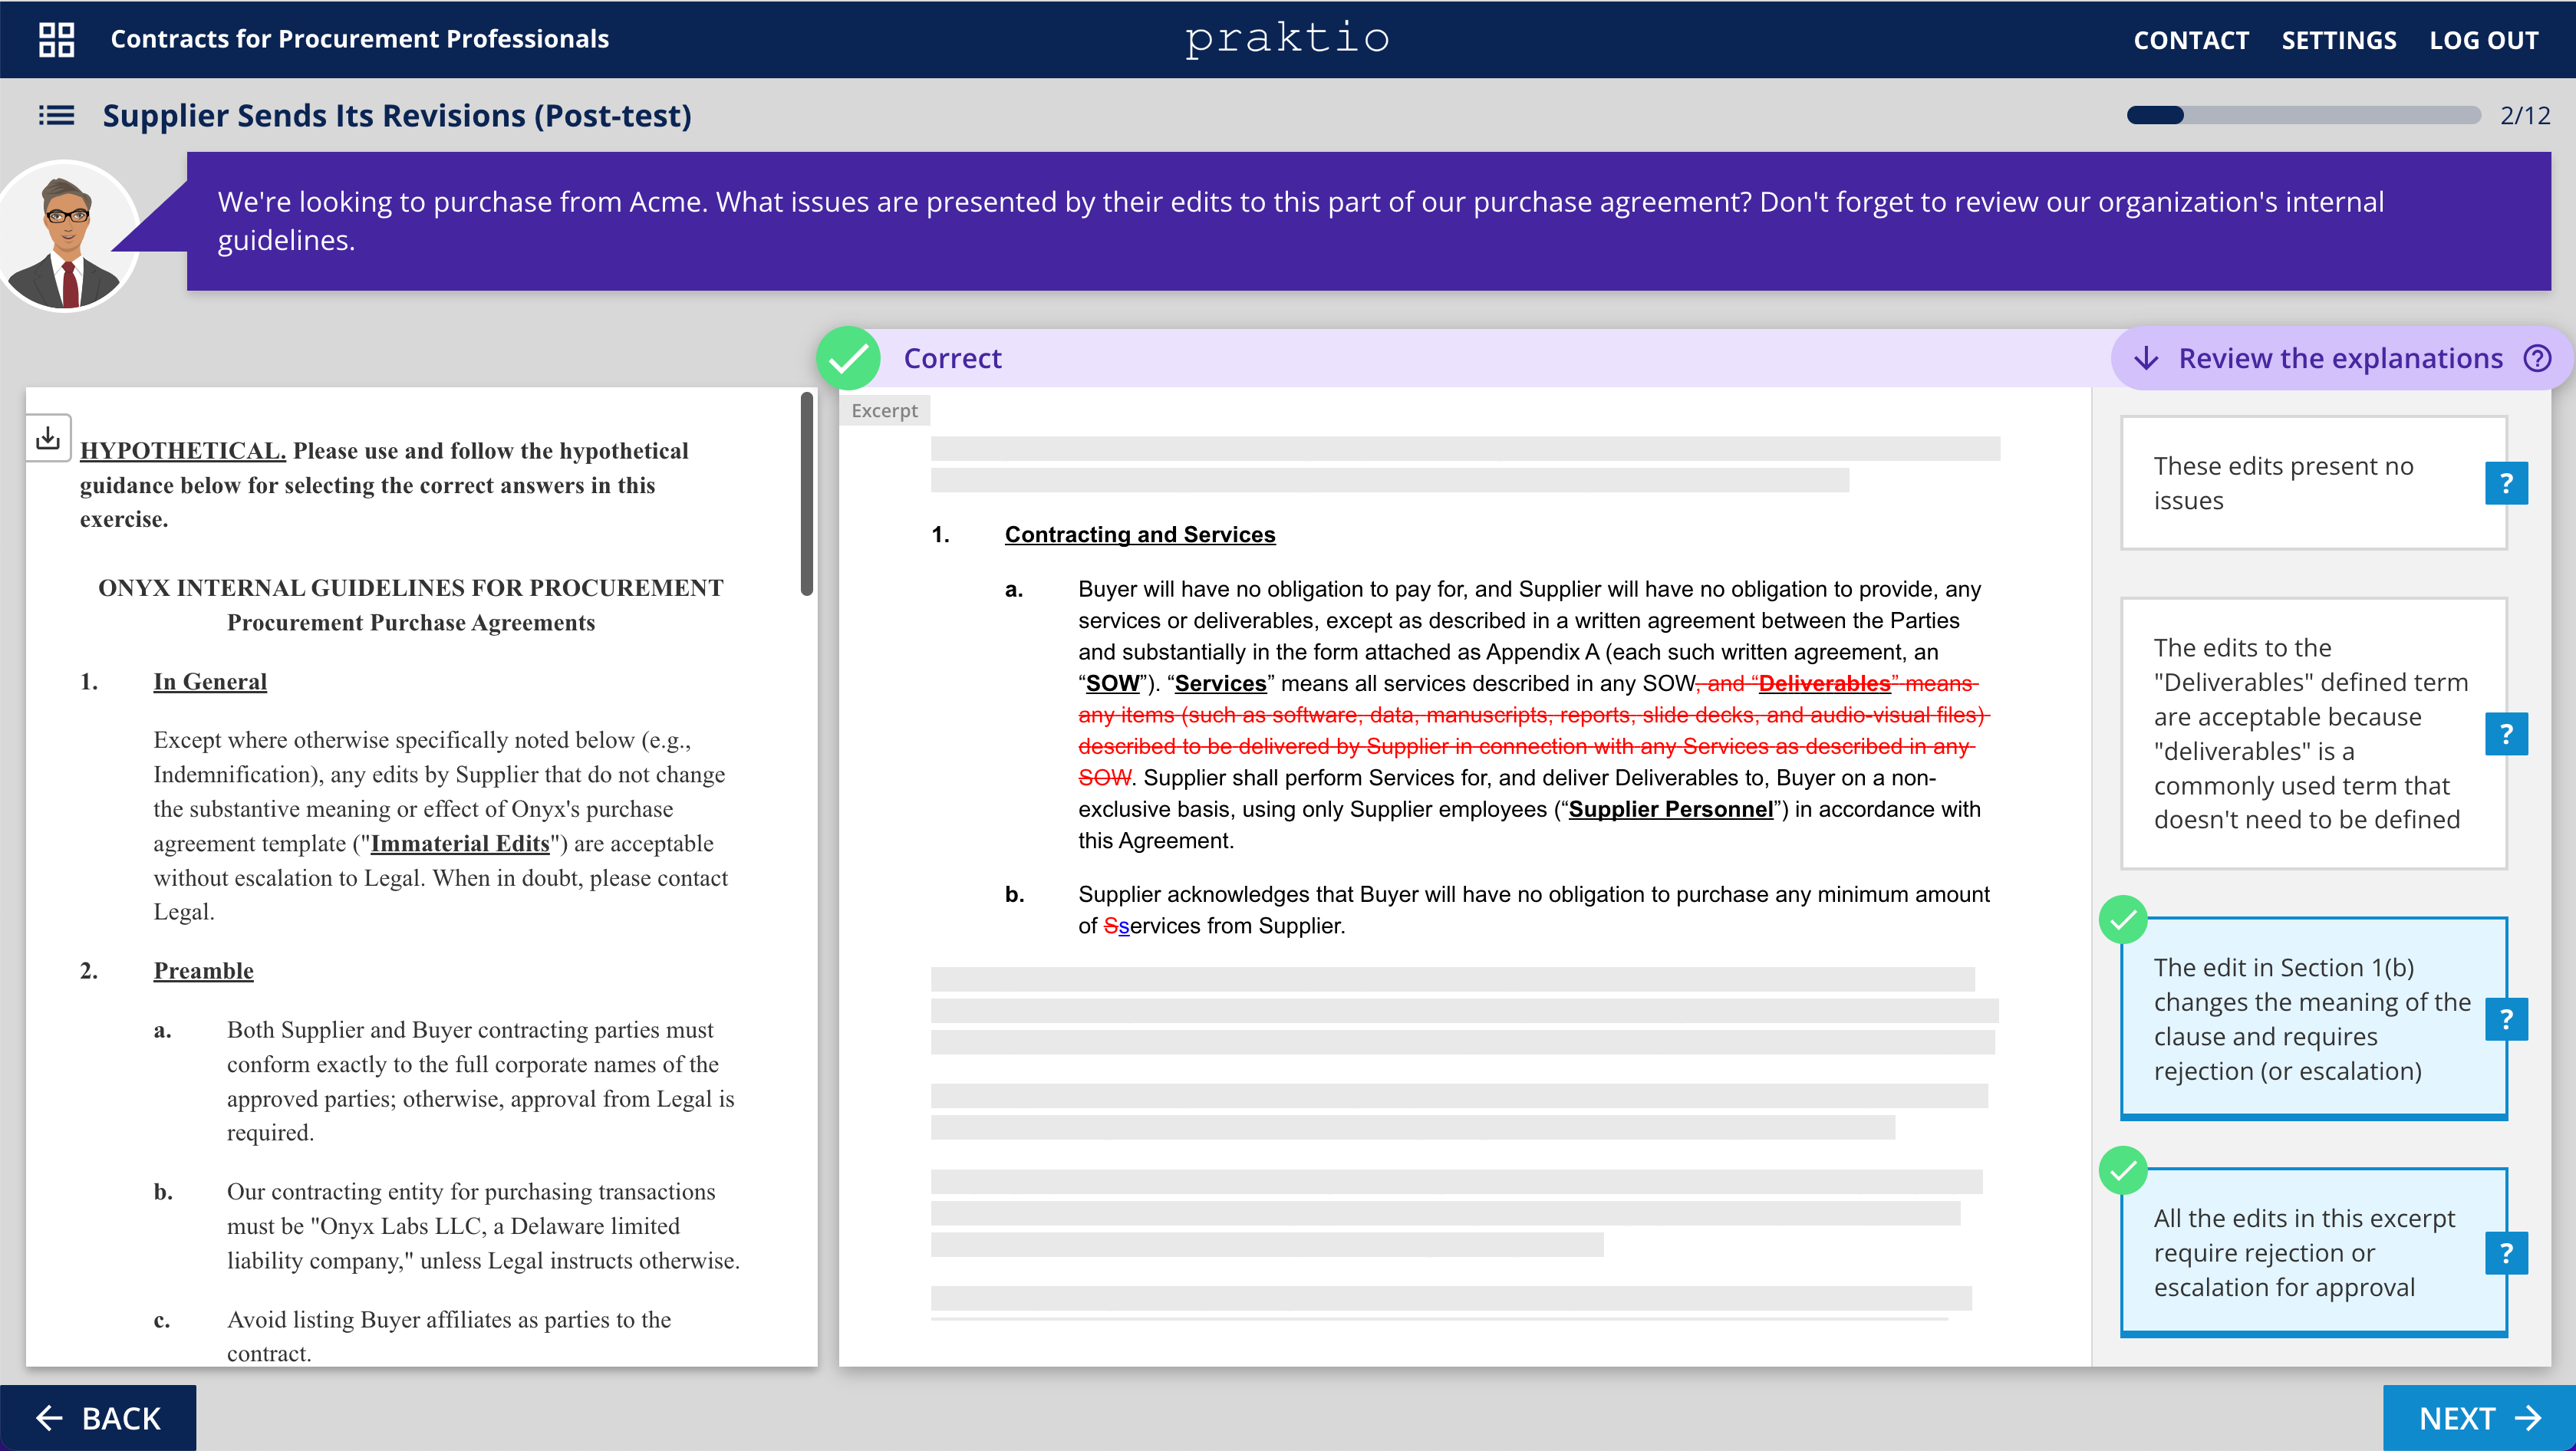 Contracts for Procurement Professionals
praktio
CONTACT SETTINGS LOG OUT
Supplier Sends Its Revisions (Post-test)
2/12
We're looking to purchase from Acme. What issues are presented by their edits to this part of our purchase agreement? Don't forget to review our organization's internal
guidelines.
Correct
Review the explanations ?
HYPOTHETICAL. Please use and follow the hypothetical
guidance below for selecting the correct answers in this
exercise.
ONYX INTERNAL GUIDELINES FOR PROCUREMENT
Procurement Purchase Agreements
1. In General
Except where otherwise specifically noted below (e.g.,
Indemnification), any edits by Supplier that do not change
the substantive meaning or effect of Onyx's purchase
agreement template ("Immaterial Edits") are acceptable
without escalation to Legal. When in doubt, please contact
Legal.
2. Preamble
a. Both Supplier and Buyer contracting parties must
conform exactly to the full corporate names of the
approved parties; otherwise, approval from Legal is
required.
b. Our contracting entity for purchasing transactions
must be "Onyx Labs LLC, a Delaware limited
liability company," unless Legal instructs otherwise.
c. Avoid listing Buyer affiliates as parties to the
contract.
Excerpt
1. Contracting and Services
a. Buyer will have no obligation to pay for, and Supplier will have no obligation to provide, any
services or deliverables, except as described in a written agreement between the Parties
and substantially in the form attached as Appendix A (each such written agreement, an
“SOW”). “Services” means all services described in any SOW, and “Deliverables” means
any items (such as software, data, manuscripts, reports, slide decks, and audio-visual files)
described to be delivered by Supplier in connection with any Services as described in any
SOW. Supplier shall perform Services for, and deliver Deliverables to, Buyer on a non-
exclusive basis, using only Supplier employees (“Supplier Personnel”) in accordance with
this Agreement.
b. Supplier acknowledges that Buyer will have no obligation to purchase any minimum amount
of Sservices from Supplier.
These edits present no
issues
?
The edits to the
"Deliverables" defined term
are acceptable because
"deliverables" is a
commonly used term that
doesn't need to be defined
?
The edit in Section 1(b)
changes the meaning of the
clause and requires
rejection (or escalation)
?
All the edits in this excerpt
require rejection or
escalation for approval
?
BACK
NEXT